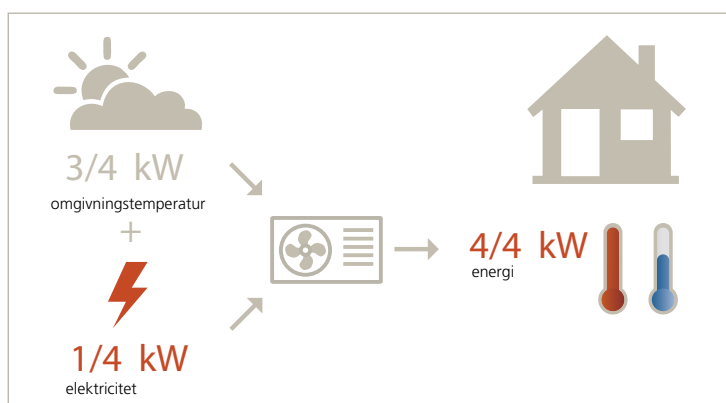 3/4 kW
omgivningstemperatur
+
1/4 kW
elektricitet
4/4 kW
energi